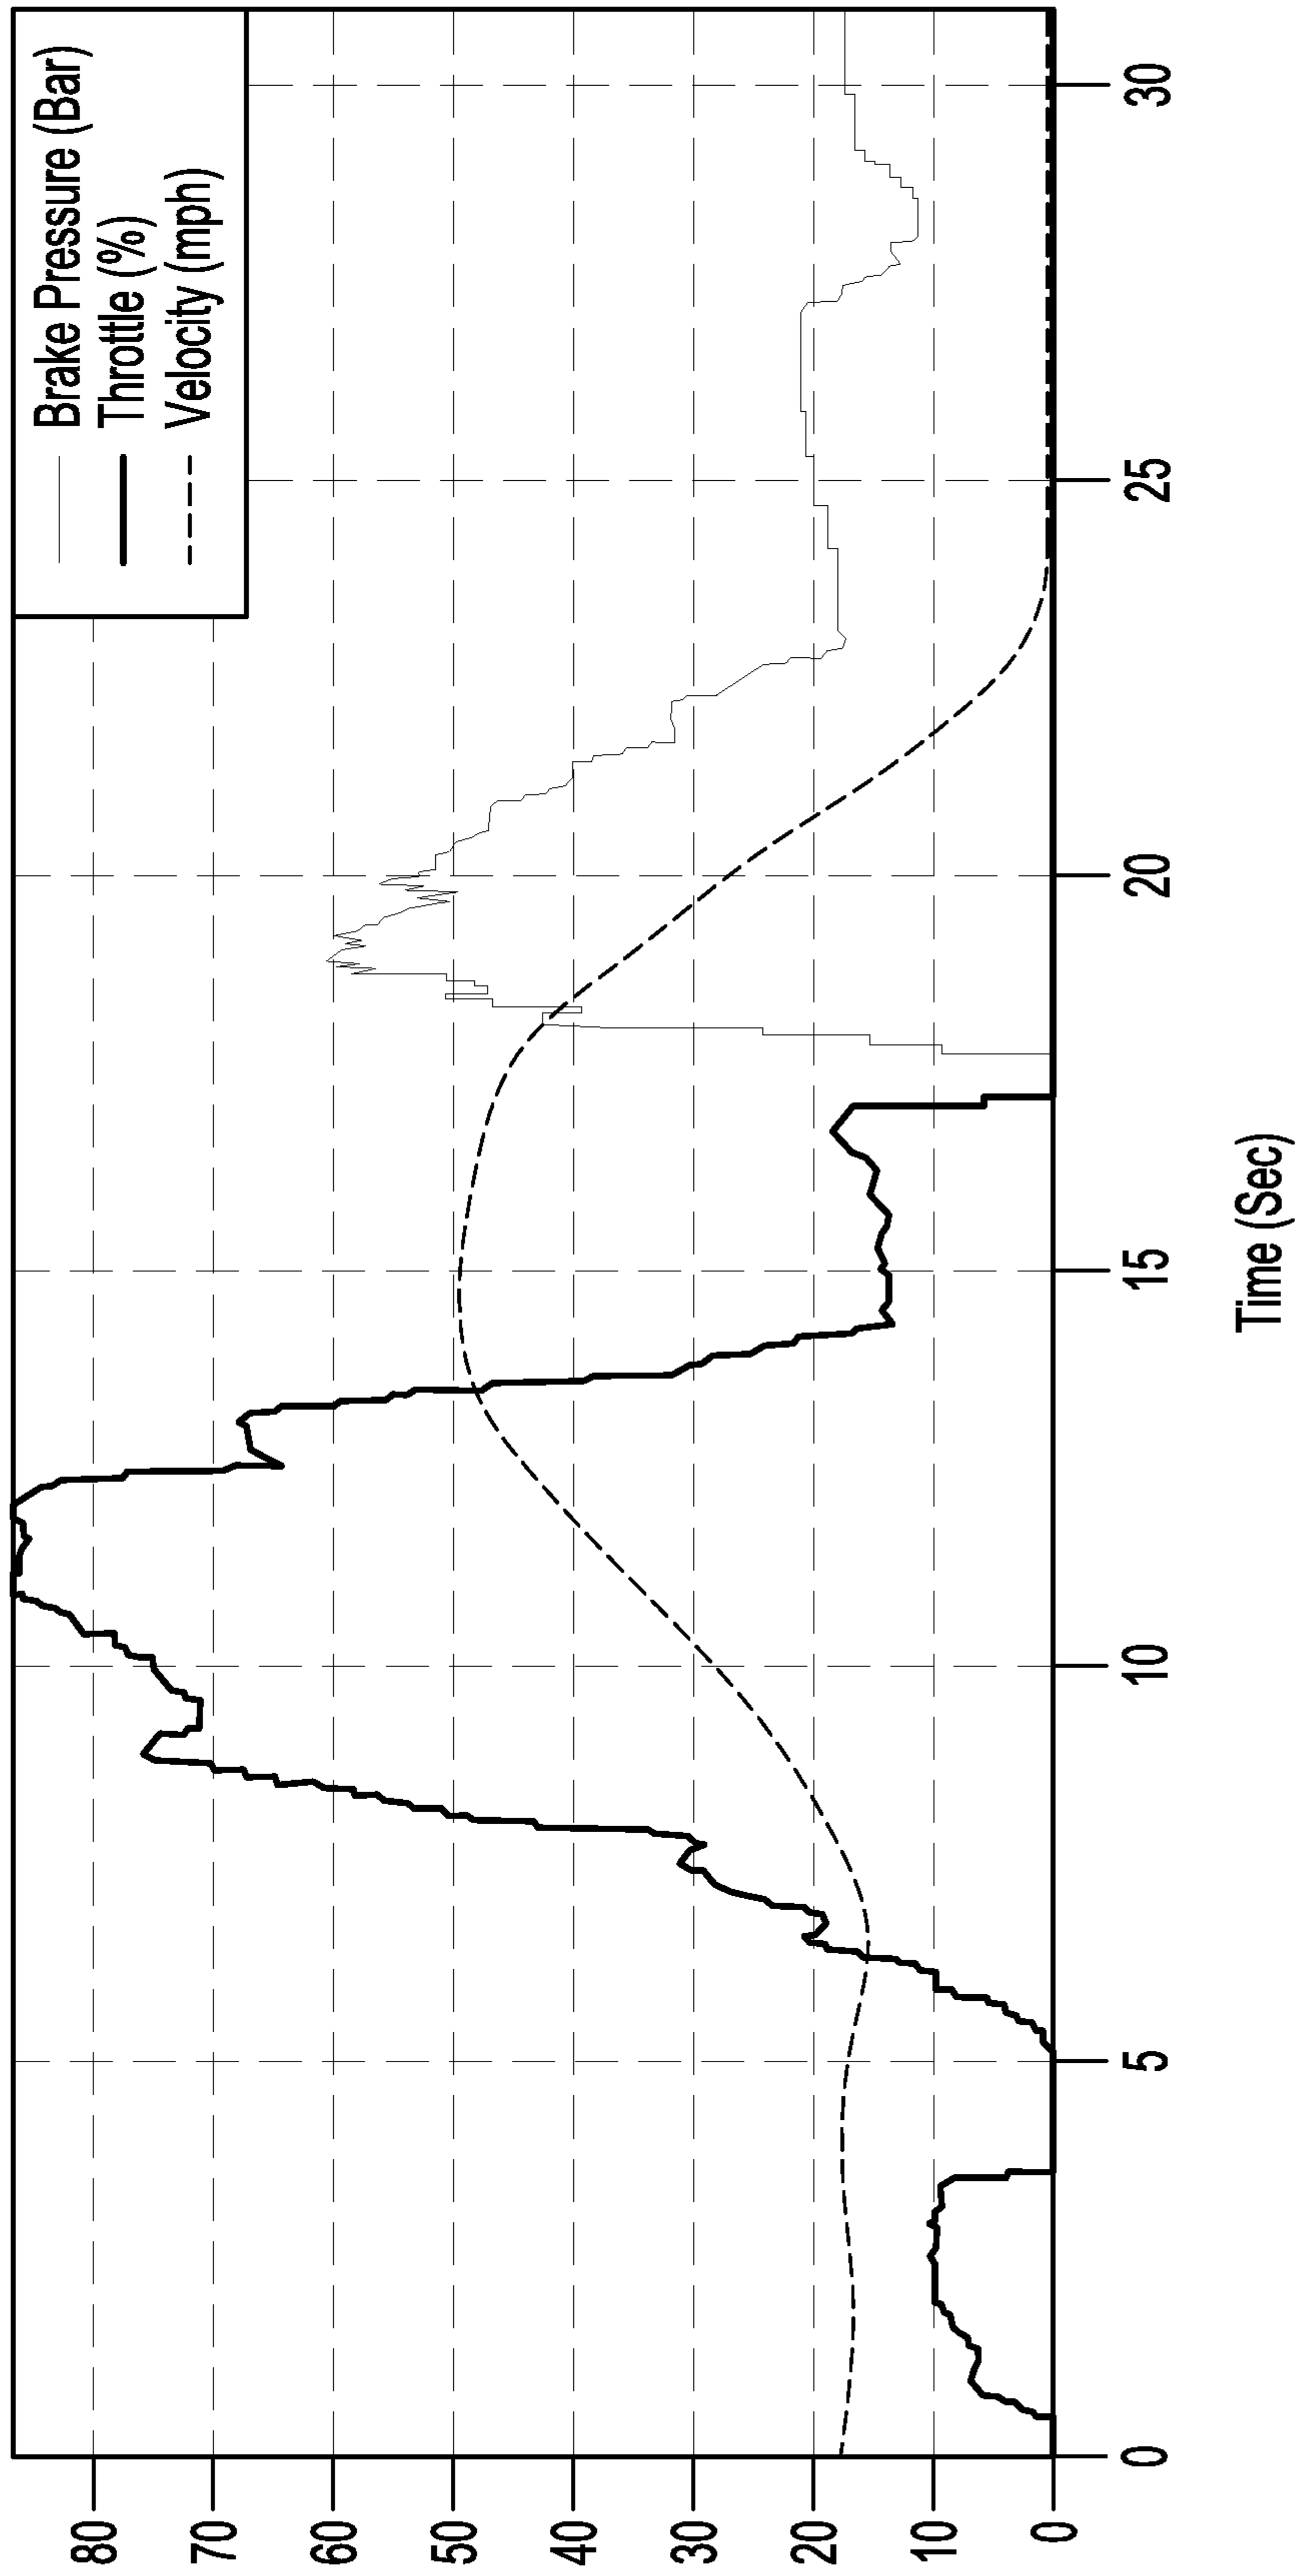 Brake Pressure (Bar)
Throttle (%)
Velocity (mph)
80
70
60
50
40
30
20
10
0
0 5 10 15 20 25 30
Time (Sec)